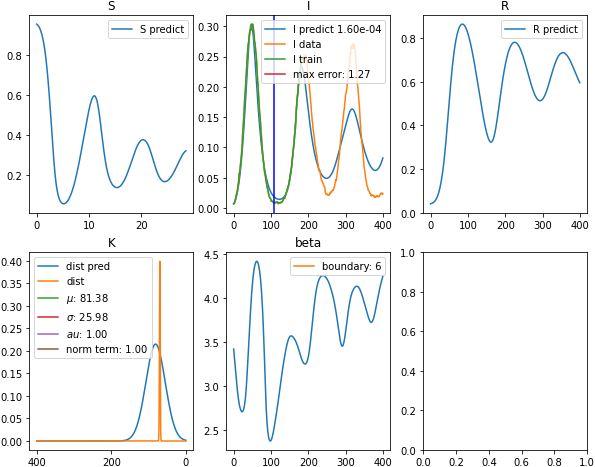 S
I
R
S predict
I predict 1.60e-04
I data
I train
max error: 1.27
R predict
0.8
0.6
0.4
0.2
0 10 20
0.30
0.25
0.20
0.15
0.10
0.05
0.00
0 100 200 300 400
0.8
0.6
0.4
0.2
0.0
0 100 200 300 400
K
beta
dist pred
dist
μ: 81.38
σ: 25.98
au: 1.00
norm term: 1.00
boundary: 6
0.40
0.35
0.30
0.25
0.20
0.15
0.10
0.05
0.00
400 200 0
4.5
4.0
3.5
3.0
2.5
0 100 200 300 400
1.0
0.8
0.6
0.4
0.2
0.0
0.0 0.2 0.4 0.6 0.8 1.0